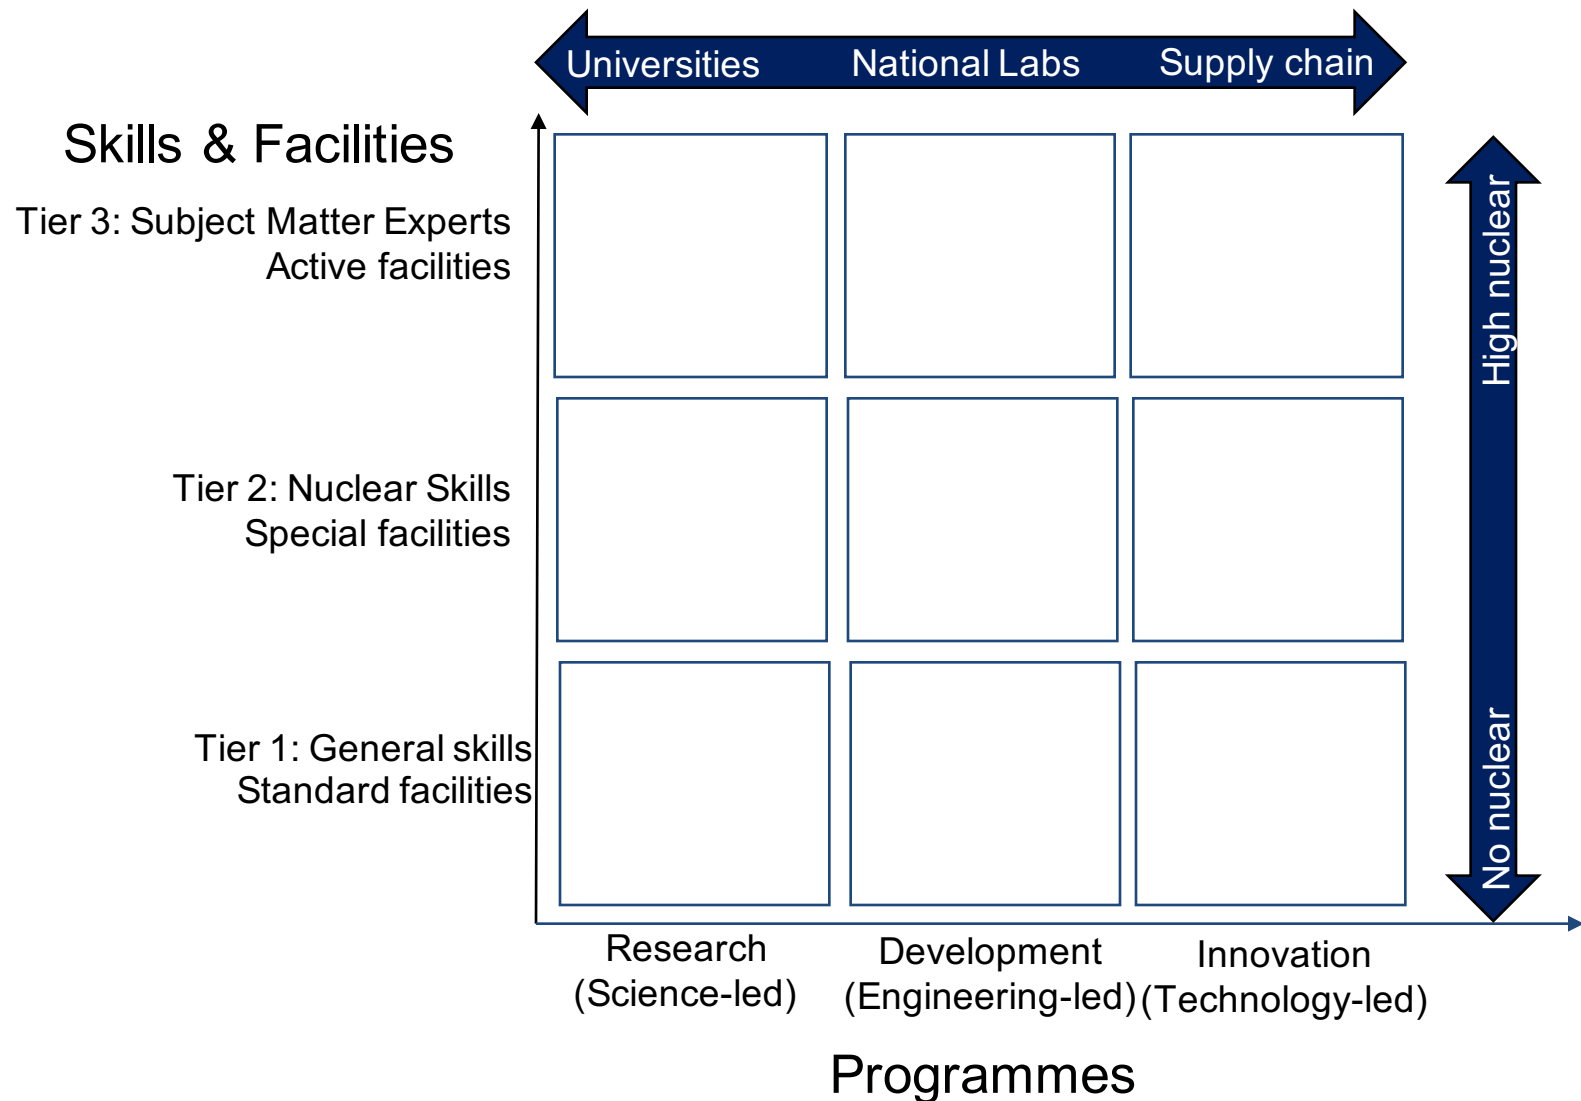 Universities National Labs Supply chain
Skills & Facilities
Tier 3: Subject Matter Experts
Active facilities
High nuclear
Tier 2: Nuclear Skills
Special facilities
Tier 1: General skills
Standard facilities
No nuclear
Research
(Science-led)
Development
(Engineering-led)
Innovation
(Technology-led)
Programmes